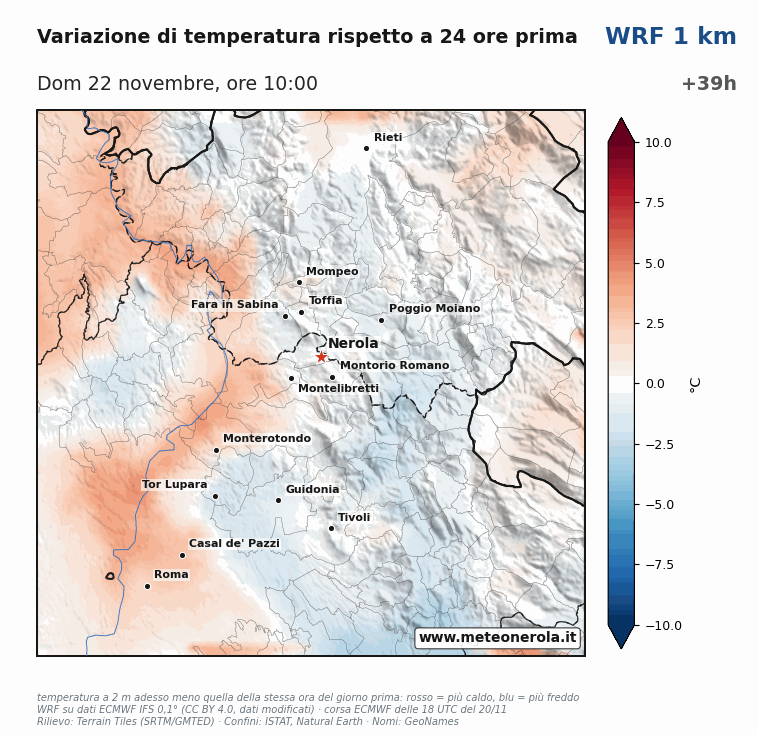 Variazione di temperatura rispetto a 24 ore prima
WRF 1 km
Dom 22 novembre, ore 10:00
+39h
Rieti
Mompeo
Fara in Sabina
Toffia
Poggio Moiano
Nerola
Montorio Romano
Montelibretti
Monterotondo
Tor Lupara
Guidonia
Tivoli
Casal de' Pazzi
Roma
www.meteonerola.it
10.0
7.5
5.0
2.5
0.0
−2.5
−5.0
−7.5
−10.0
°C
temperatura a 2 m adesso meno quella della stessa ora del giorno prima: rosso = più caldo, blu = più freddo
WRF su dati ECMWF IFS 0,1° (CC BY 4.0, dati modificati) · corsa ECMWF delle 18 UTC del 20/11
Rilievo: Terrain Tiles (SRTM/GMTED) · Confini: ISTAT, Natural Earth · Nomi: GeoNames